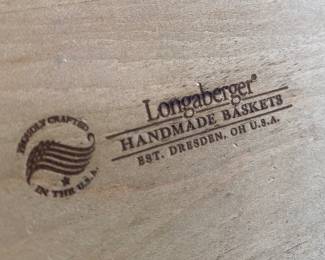 PROUDLY CRAFTED
IN THE U.S.A.
Longaberger®
HANDMADE BASKETS
EST. DRESDEN, OH U.S.A.